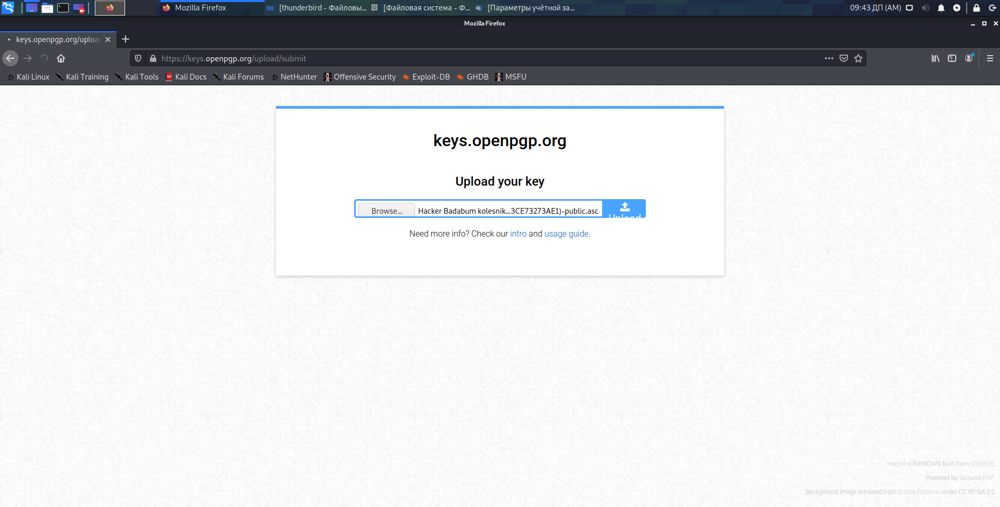 Mozilla Firefox
[thunderbird - Файловы...
[Файловая система - Ф...
[Параметры учётной за...
09:43 ДП (AM)
Mozilla Firefox
keys.openpgp.org/upload
https://keys.openpgp.org/upload/submit
Kali Linux
Kali Training
Kali Tools
Kali Docs
Kali Forums
NetHunter
Offensive Security
Exploit-DB
GHDB
MSFU
keys.openpgp.org
Upload your key
Browse...
Hacker Badabum kolesnik...3CE73273AE1)-public.asc
Upload
Need more info? Check our intro and usage guide.
Hagrid vUNKNOWN built from d395556
Powered by Sequoia-PGP
Background image retrieved from Subtle Patterns under CC BY-SA 3.0